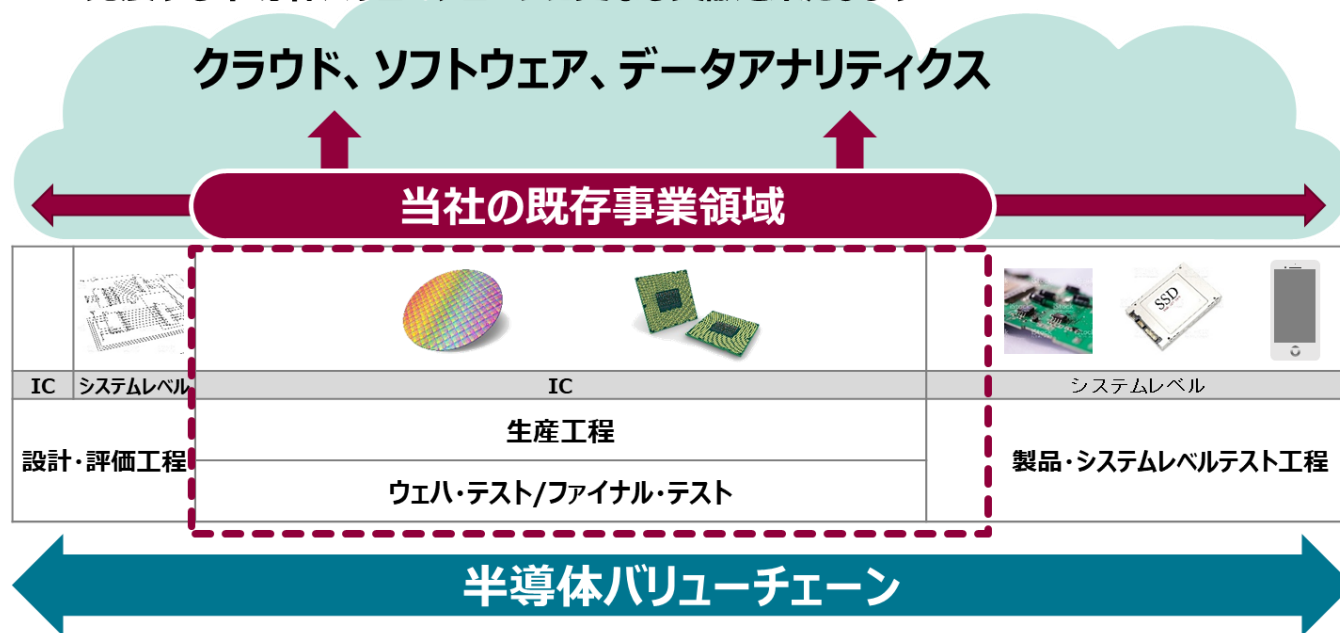 クラウド、ソフトウェア、データアナリティクス
当社の既存事業領域
SSD
IC
システムレベル
IC
システムレベル
設計・評価工程
生産工程
ウェハ・テスト/ファイナル・テスト
製品・システムレベルテスト工程
半導体バリューチェーン